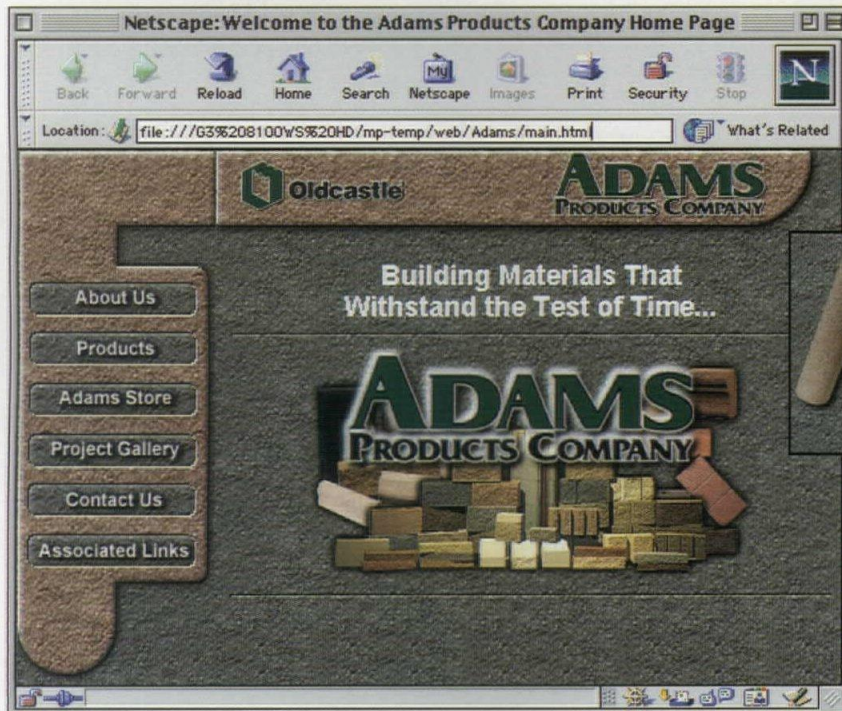 Netscape: Welcome to the Adams Products Company Home Page
Back Forward Reload Home Search Netscape Images Print Security Stop
My
N
Location: file:///G3%208100WS%20HD/mp-temp/web/Adams/main.html What's Related
Oldcastle
ADAMS
PRODUCTS COMPANY
Building Materials That
Withstand the Test of Time...
About Us
Products
Adams Store
Project Gallery
Contact Us
Associated Links
ADAMS
PRODUCTS COMPANY